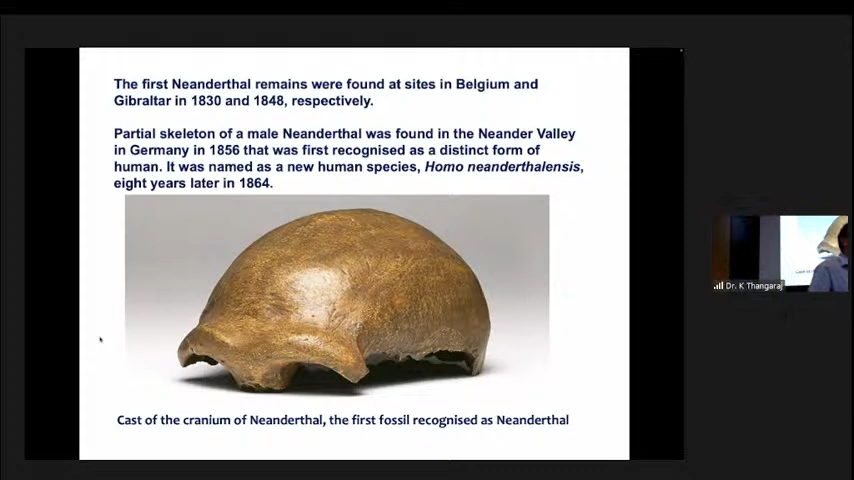 The first Neanderthal remains were found at sites in Belgium and
Gibraltar in 1830 and 1848, respectively.
Partial skeleton of a male Neanderthal was found in the Neander Valley
in Germany in 1856 that was first recognised as a distinct form of
human. It was named as a new human species, Homo neanderthalensis,
eight years later in 1864.
Cast of the cranium of Neanderthal, the first fossil recognised as Neanderthal
Dr. K Thangaraj